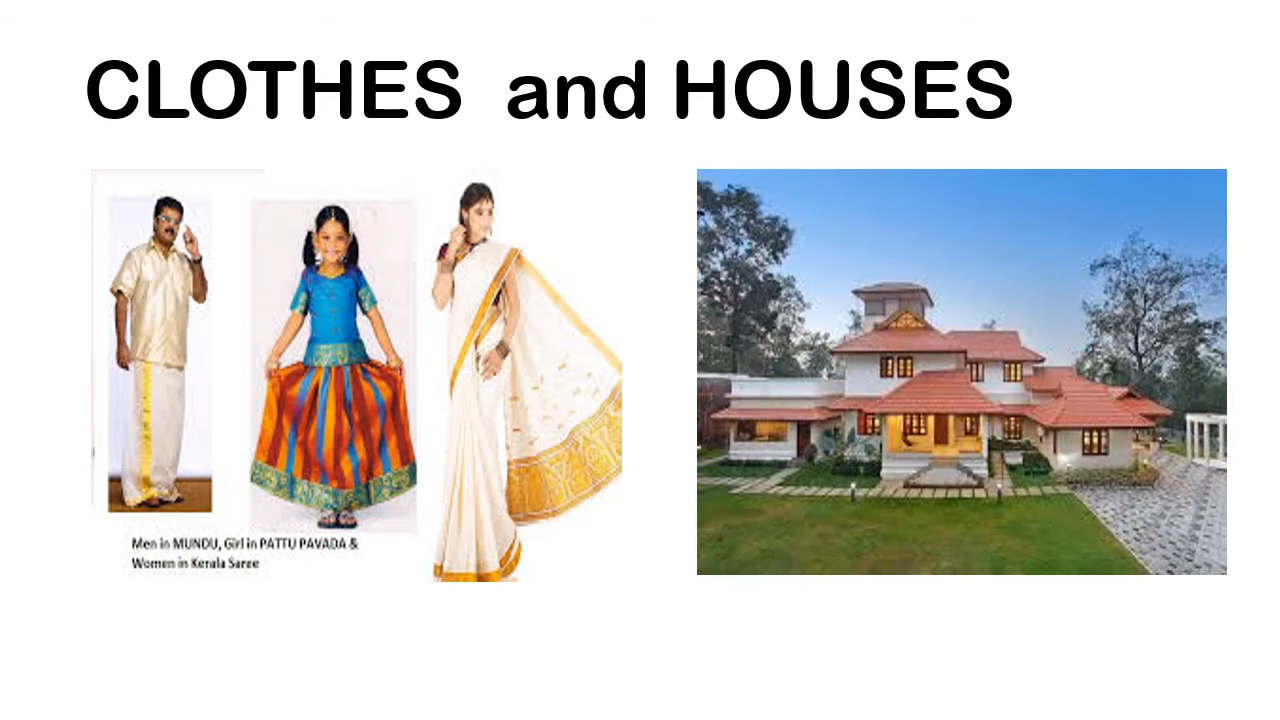 CLOTHES and HOUSES
Men in MUNDU, Girl in PATTU PAVADA &
Women in Kerala Saree